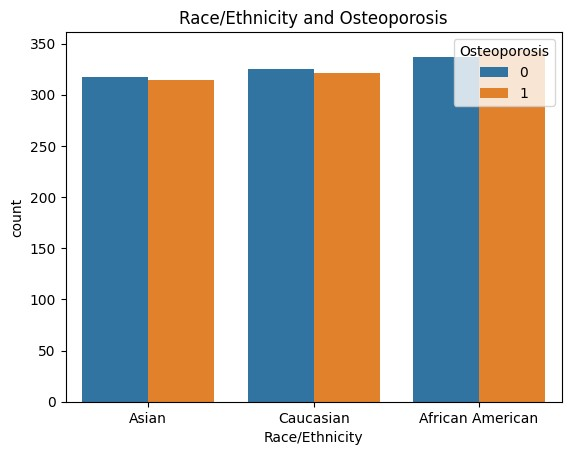 Race/Ethnicity and Osteoporosis
Osteoporosis
0
1
350
300
250
200
150
100
50
0
count
Asian
Caucasian
African American
Race/Ethnicity